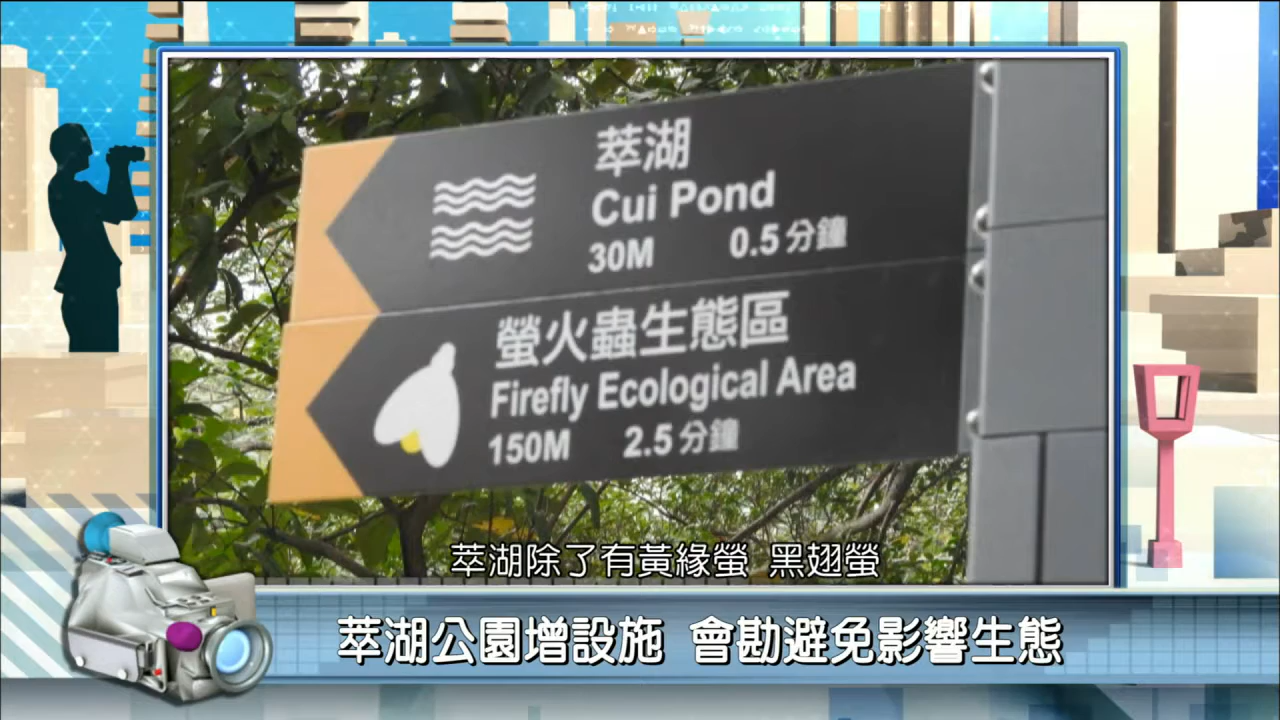 萃湖
Cui Pond
30M 0.5分鐘
螢火蟲生態區
Firefly Ecological Area
150M 2.5分鐘
萃湖除了有黃緣螢 黑翅螢
萃湖公園增設施 會勘避免影響生態